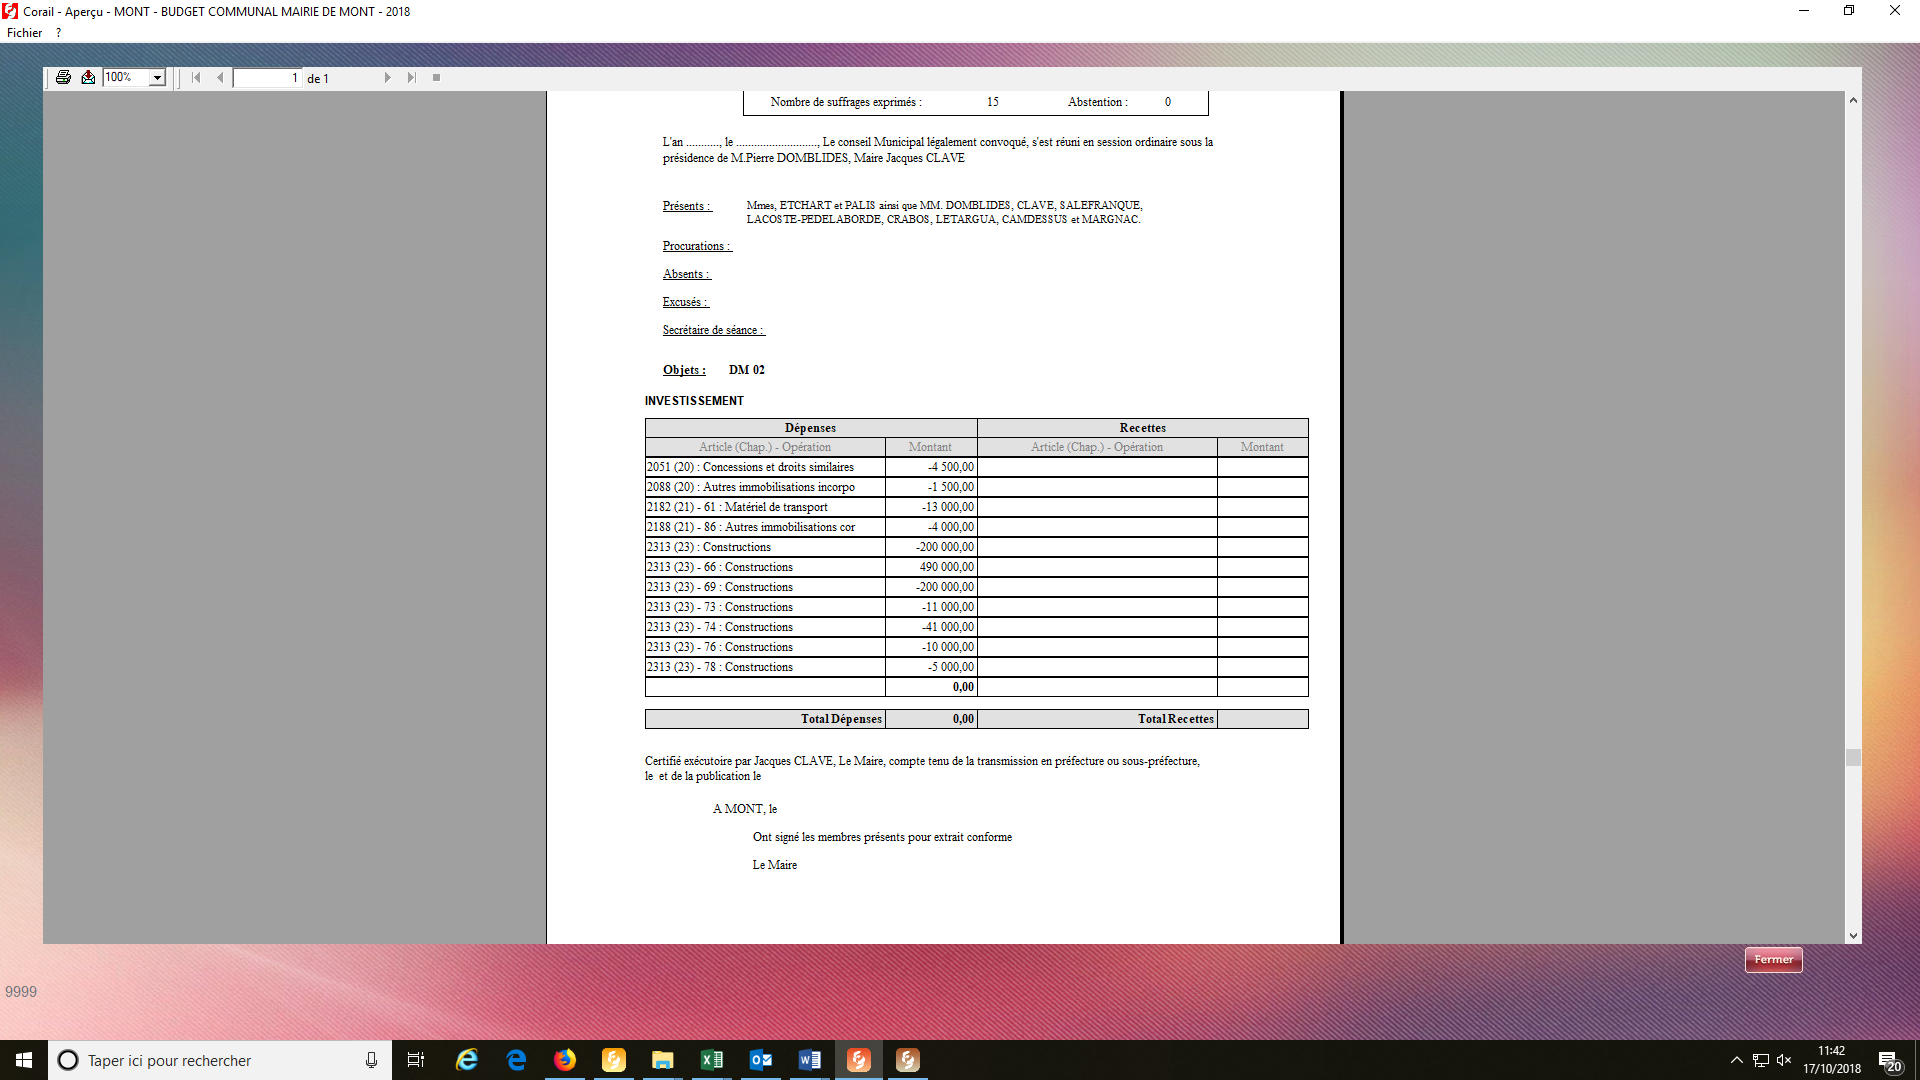 Corail - Aperçu - MONT - BUDGET COMMUNAL MAIRIE DE MONT - 2018
Fichier ?
100% 1 de 1
Nombre de suffrages exprimés : 15 Abstention : 0
L'an ..........., le ..........................., Le conseil Municipal légalement convoqué, s'est réuni en session ordinaire sous la
présidence de M.Pierre DOMBLIDES, Maire Jacques CLAVE
Présents : Mmes, ETCHART et PALIS ainsi que MM. DOMBLIDES, CLAVE, SALEFRANQUE,
LACOSTE-PEDELABORDE, CRABOS, LETARGUA, CAMDESSUS et MARGNAC.
Procurations :
Absents :
Excusés :
Secrétaire de séance :
Objets : DM 02
INVESTISSEMENT
Dépenses Recettes
Article (Chap.) - Opération Montant Article (Chap.) - Opération Montant
2051 (20) : Concessions et droits similaires -4 500,00
2088 (20) : Autres immobilisations incorpo -1 500,00
2182 (21) - 61 : Matériel de transport -13 000,00
2188 (21) - 86 : Autres immobilisations cor -4 000,00
2313 (23) : Constructions -200 000,00
2313 (23) - 66 : Constructions 490 000,00
2313 (23) - 69 : Constructions -200 000,00
2313 (23) - 73 : Constructions -11 000,00
2313 (23) - 74 : Constructions -41 000,00
2313 (23) - 76 : Constructions -10 000,00
2313 (23) - 78 : Constructions -5 000,00
0,00
Total Dépenses 0,00 Total Recettes
Certifié exécutoire par Jacques CLAVE, Le Maire, compte tenu de la transmission en préfecture ou sous-préfecture,
le et de la publication le
A MONT, le
Ont signé les membres présents pour extrait conforme
Le Maire
Fermer
9999
Taper ici pour rechercher
11:42
17/10/2018
20